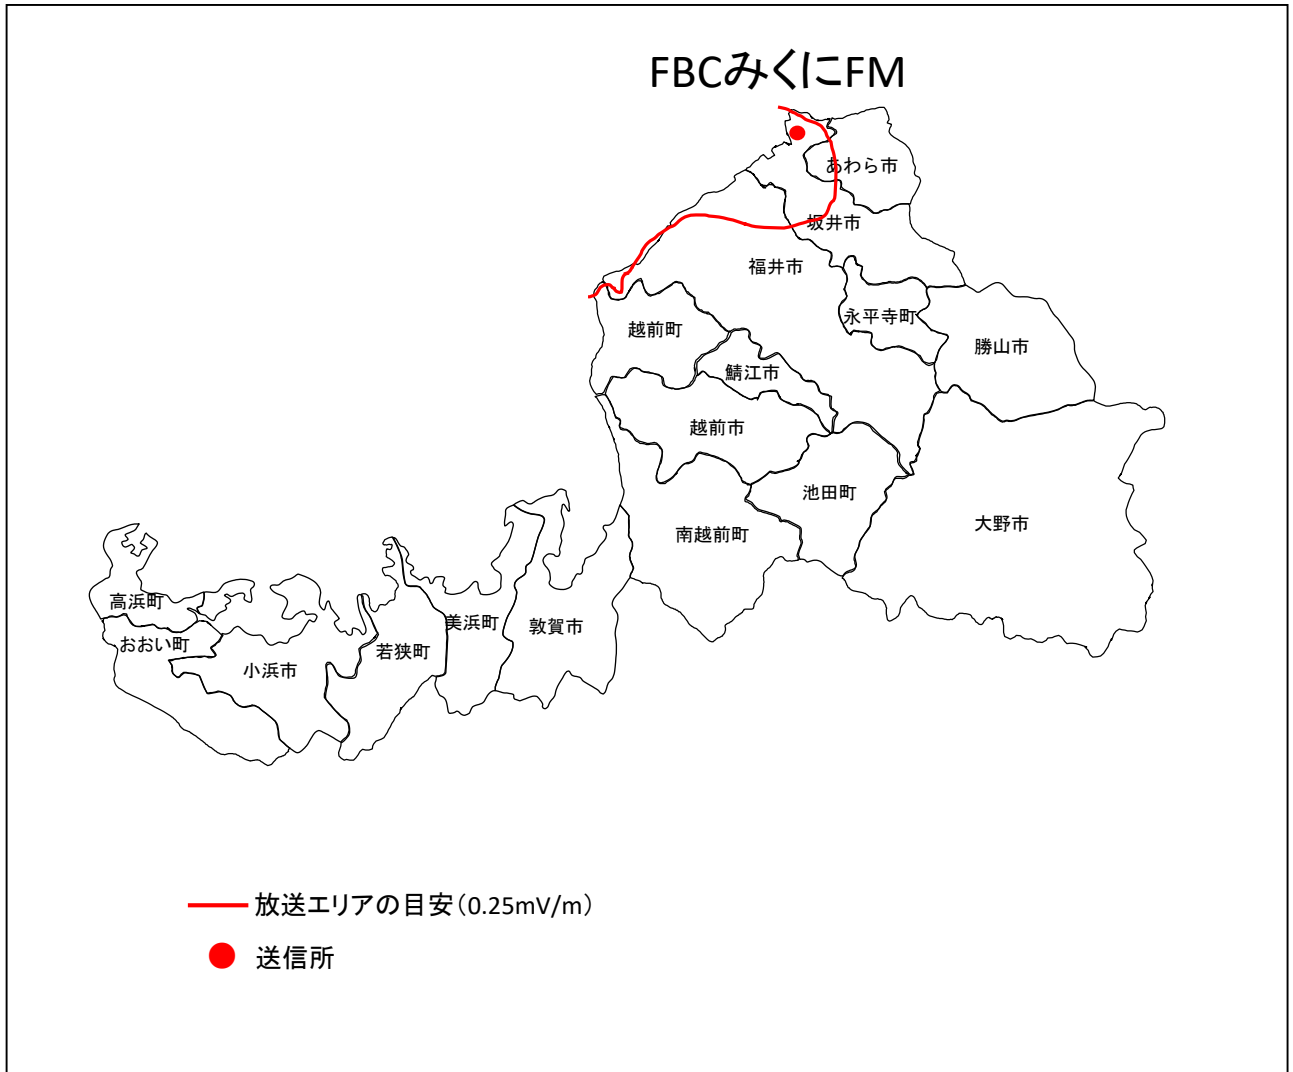 FBCみくにFM
あわら市
坂井市
福井市
永平寺町
越前町
勝山市
鯖江市
越前市
池田町
大野市
南越前町
高浜町
美浜町
敦賀市
おおい町
若狭町
小浜市
放送エリアの目安（0.25mV/m）
送信所